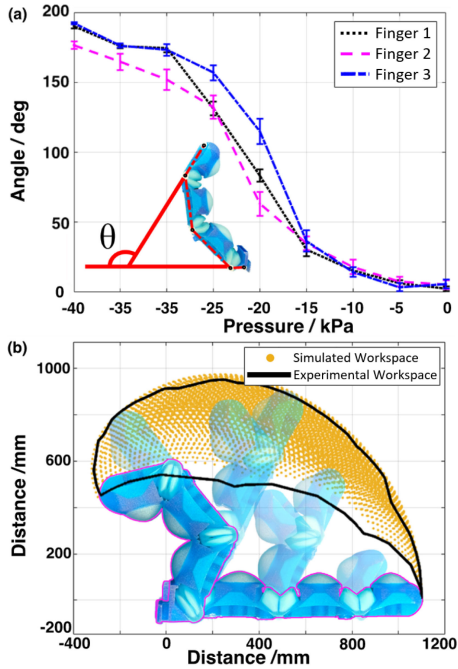 (a)
200
150
100
50
0
Angle / deg
Finger 1
Finger 2
Finger 3
θ
-40 -35 -35 -25 -20 -15 -10 -5 0
Pressure / kPa
(b)
1000
600
200
0
-200
Distance /mm
Simulated Workspace
Experimental Workspace
-400 0 400 800 1200
Distance /mm